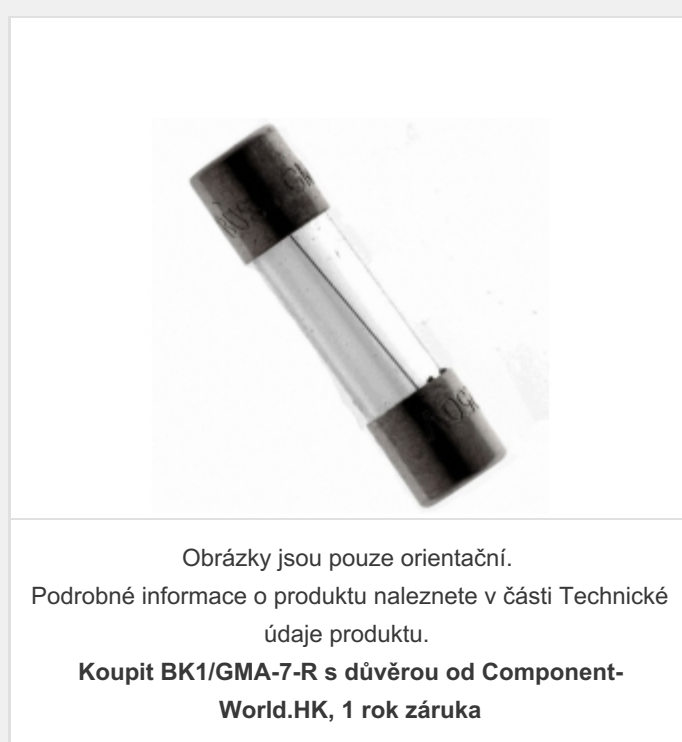 Obrázky jsou pouze orientační.
Podrobné informace o produktu naleznete v části Technické
údaje produktu.
Koupit BK1/GMA-7-R s důvěrou od Component-
World.HK, 1 rok záruka